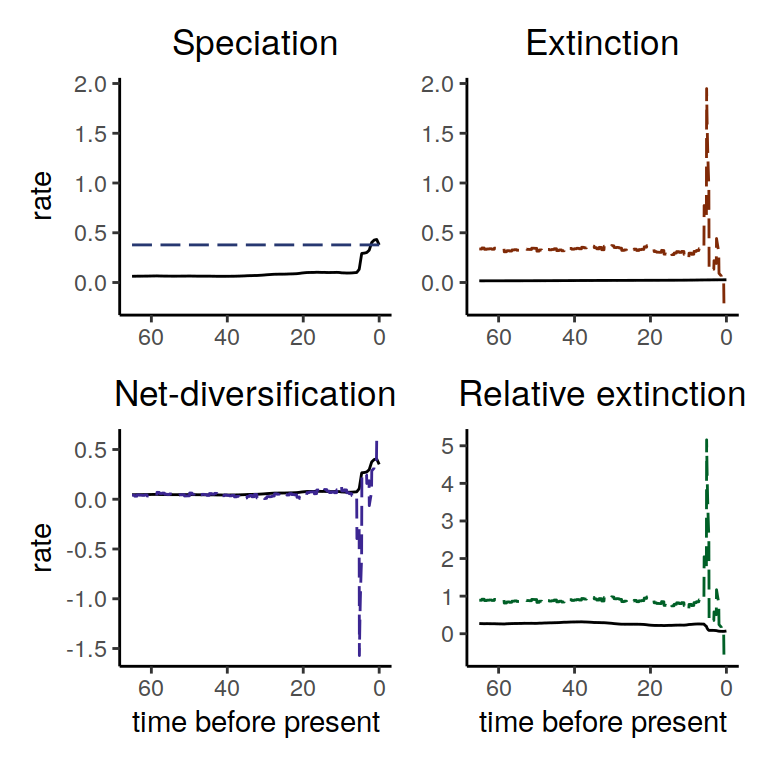 Speciation
Extinction
2.0
1.5
1.0
0.5
0.0
rate
60 40 20 0
2.0
1.5
1.0
0.5
0.0
60 40 20 0
Net-diversification
Relative extinction
0.5
0.0
-0.5
-1.0
-1.5
rate
60 40 20 0
time before present
5
4
3
2
1
0
60 40 20 0
time before present